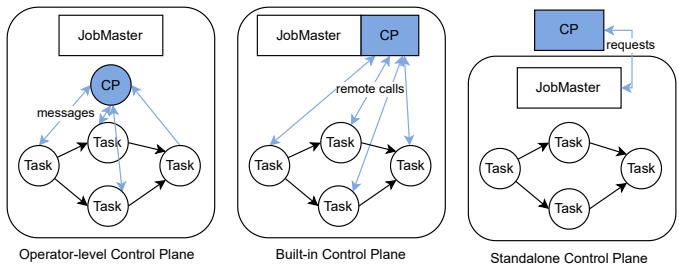 JobMaster
CP
messages
Task
Task
Task
Task
Operator-level Control Plane
JobMaster
CP
remote calls
Task
Task
Task
Task
Built-in Control Plane
CP
requests
JobMaster
Task
Task
Task
Task
Standalone Control Plane